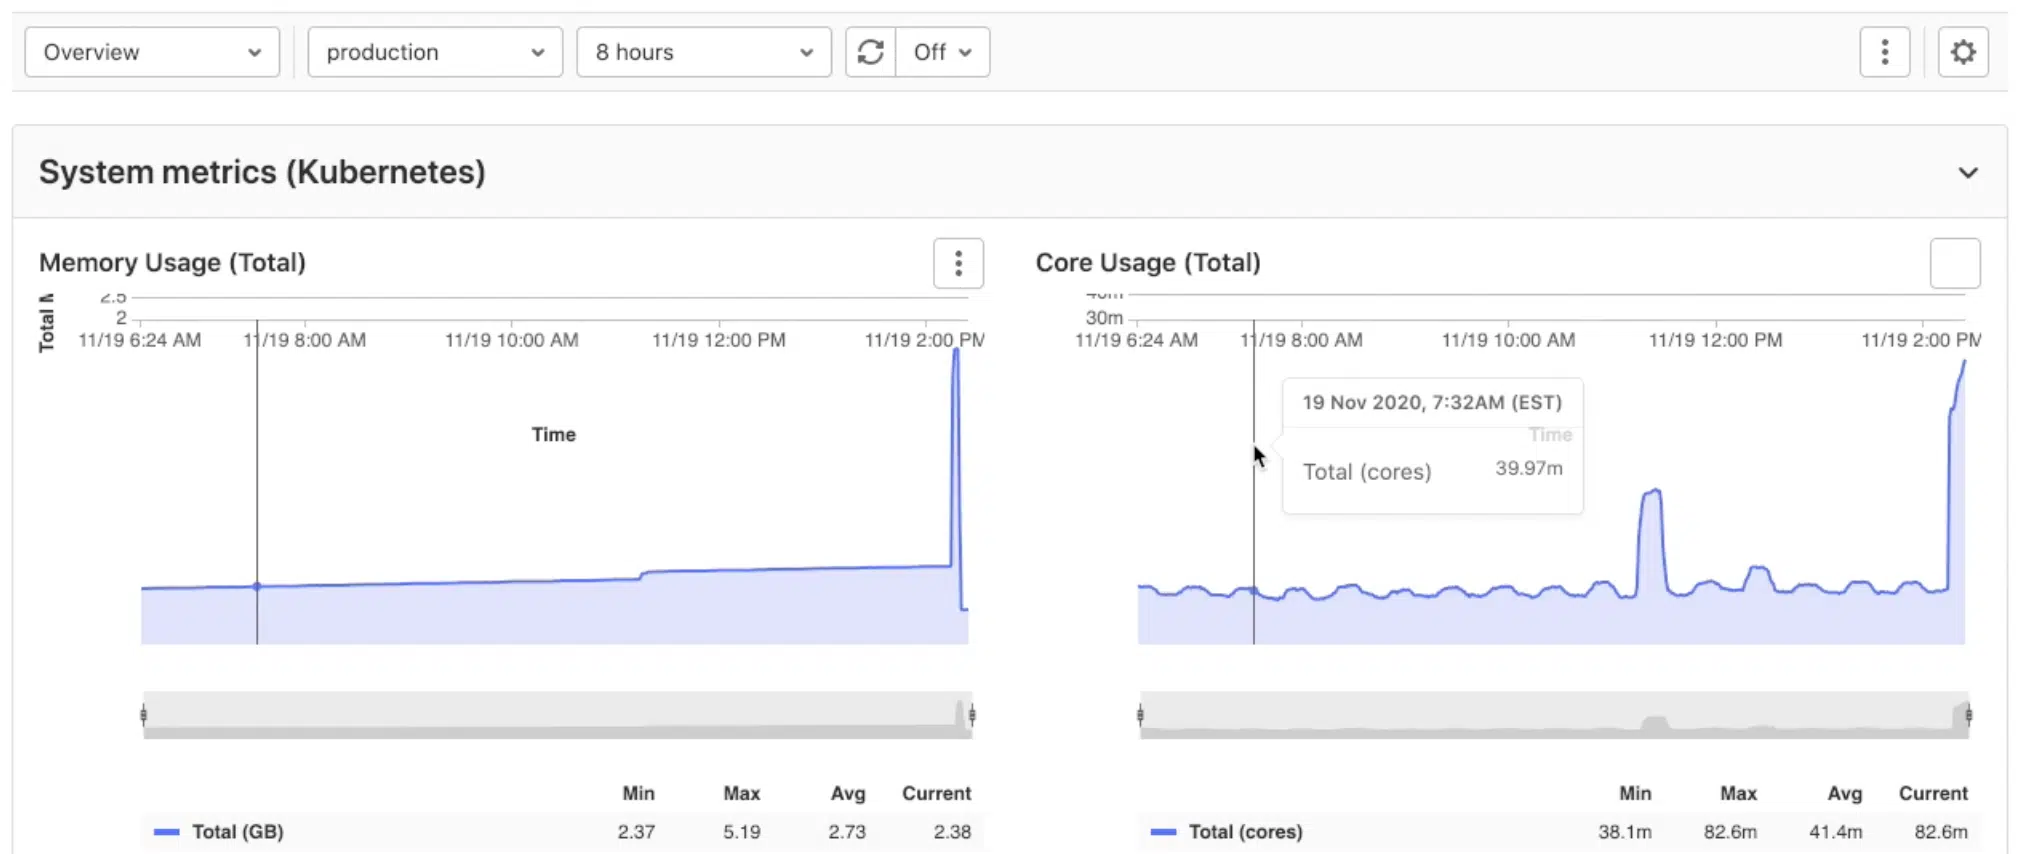 Overview production 8 hours Off
System metrics (Kubernetes)
Memory Usage (Total)
Total
2.5
2
11/19 6:24 AM 11/19 8:00 AM 11/19 10:00 AM 11/19 12:00 PM 11/19 2:00 PM
Time
Min Max Avg Current
Total (GB) 2.37 5.19 2.73 2.38
Core Usage (Total)
40m
30m
11/19 6:24 AM 11/19 8:00 AM 11/19 10:00 AM 11/19 12:00 PM 11/19 2:00 PM
19 Nov 2020, 7:32AM (EST)
Time
Total (cores) 39.97m
Min Max Avg Current
Total (cores) 38.1m 82.6m 41.4m 82.6m